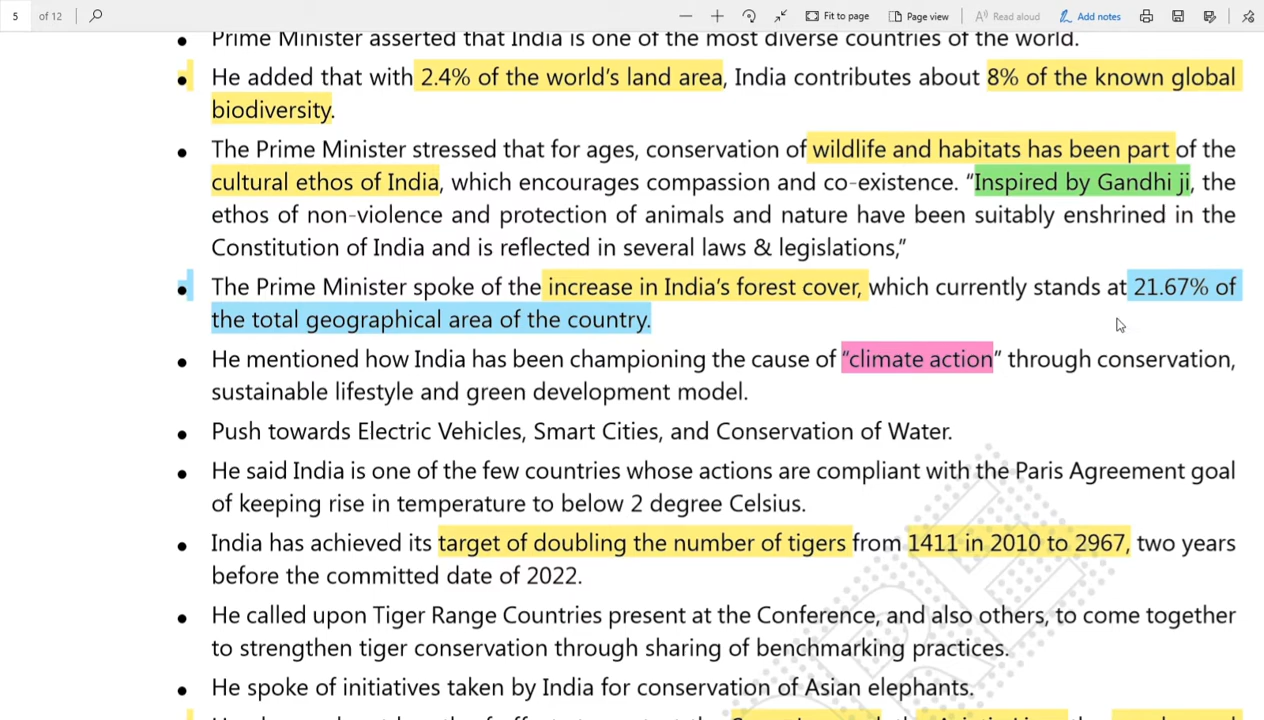 5 of 12 Fit to page Page view Read aloud Add notes
Prime Minister asserted that India is one of the most diverse countries of the world.
He added that with 2.4% of the world's land area, India contributes about 8% of the known global
biodiversity.
The Prime Minister stressed that for ages, conservation of wildlife and habitats has been part of the
cultural ethos of India, which encourages compassion and co-existence. "Inspired by Gandhi ji, the
ethos of non-violence and protection of animals and nature have been suitably enshrined in the
Constitution of India and is reflected in several laws & legislations,"
The Prime Minister spoke of the increase in India's forest cover, which currently stands at 21.67% of
the total geographical area of the country.
He mentioned how India has been championing the cause of "climate action" through conservation,
sustainable lifestyle and green development model.
Push towards Electric Vehicles, Smart Cities, and Conservation of Water.
He said India is one of the few countries whose actions are compliant with the Paris Agreement goal
of keeping rise in temperature to below 2 degree Celsius.
India has achieved its target of doubling the number of tigers from 1411 in 2010 to 2967, two years
before the committed date of 2022.
He called upon Tiger Range Countries present at the Conference, and also others, to come together
to strengthen tiger conservation through sharing of benchmarking practices.
He spoke of initiatives taken by India for conservation of Asian elephants.